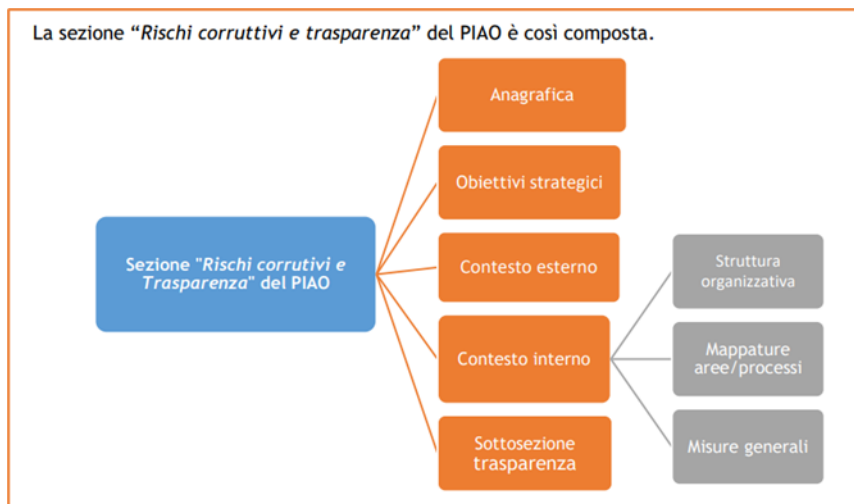 La sezione “Rischi corruttivi e trasparenza” del PIAO è così composta.
Anagrafica
Obiettivi strategici
Sezione "Rischi corrutivi e
Trasparenza" del PIAO
Contesto esterno
Contesto interno
Sottosezione
trasparenza
Struttura
organizzativa
Mappature
aree/processi
Misure generali